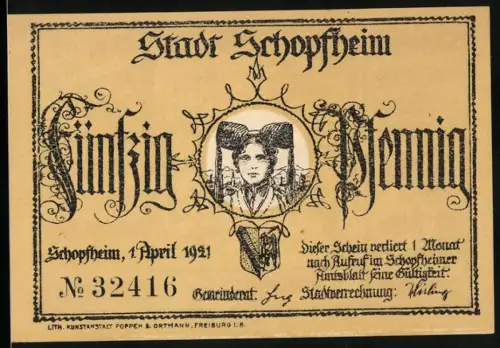 Stadt Schopfheim
Fünfzig Pfennig
Schopfheim, 1. April 1921
Dieser Schein verliert 1 Monat
nach Aufruf im Schopfheimer
Amtsblatt seine Gültigkeit.
№ 32416
Gemeinderat: Stadtverrechnung:
LITH. KUNSTANSTALT POPPEN & ORTMANN, FREIBURG I. B.